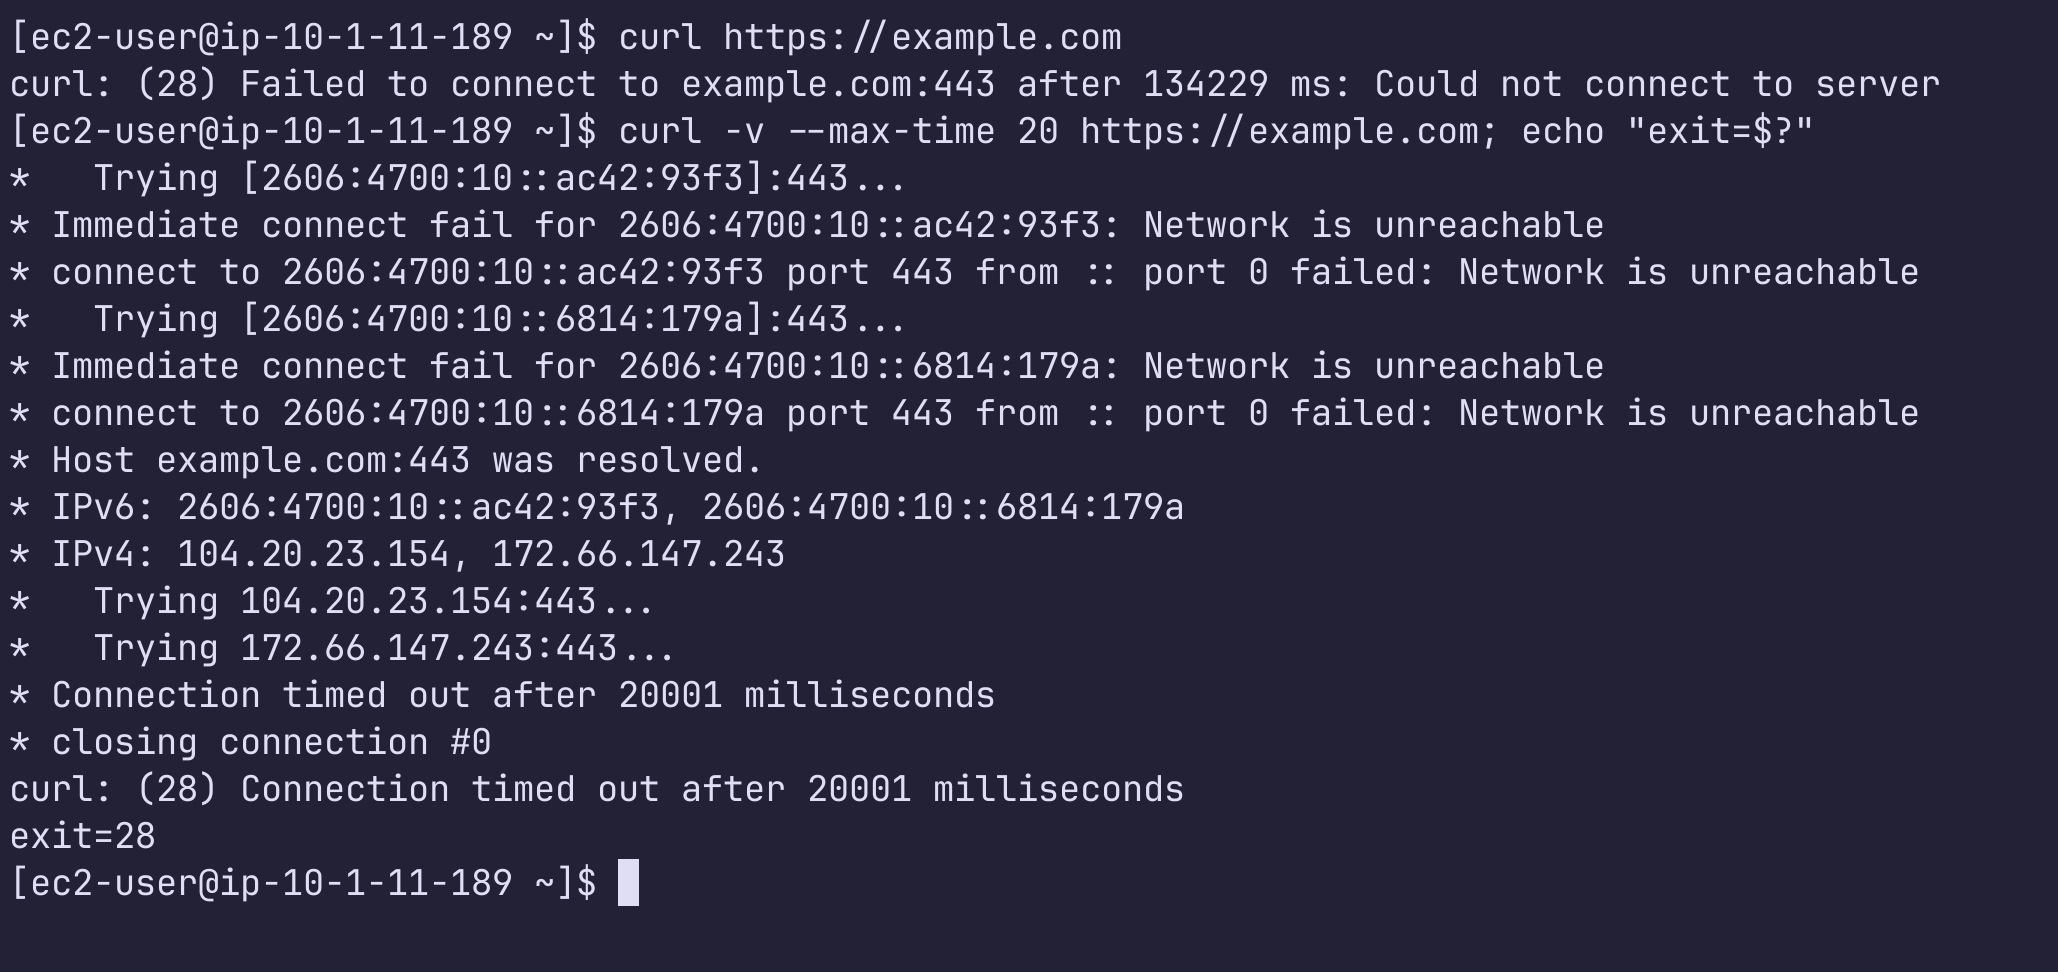 [ec2-user@ip-10-1-11-189 ~]$ curl https://example.com
curl: (28) Failed to connect to example.com:443 after 134229 ms: Could not connect to server
[ec2-user@ip-10-1-11-189 ~]$ curl -v --max-time 20 https://example.com; echo "exit=$?"
*   Trying [2606:4700:10::ac42:93f3]:443...
* Immediate connect fail for 2606:4700:10::ac42:93f3: Network is unreachable
* connect to 2606:4700:10::ac42:93f3 port 443 from :: port 0 failed: Network is unreachable
*   Trying [2606:4700:10::6814:179a]:443...
* Immediate connect fail for 2606:4700:10::6814:179a: Network is unreachable
* connect to 2606:4700:10::6814:179a port 443 from :: port 0 failed: Network is unreachable
* Host example.com:443 was resolved.
* IPv6: 2606:4700:10::ac42:93f3, 2606:4700:10::6814:179a
* IPv4: 104.20.23.154, 172.66.147.243
*   Trying 104.20.23.154:443...
*   Trying 172.66.147.243:443...
* Connection timed out after 20001 milliseconds
* closing connection #0
curl: (28) Connection timed out after 20001 milliseconds
exit=28
[ec2-user@ip-10-1-11-189 ~]$